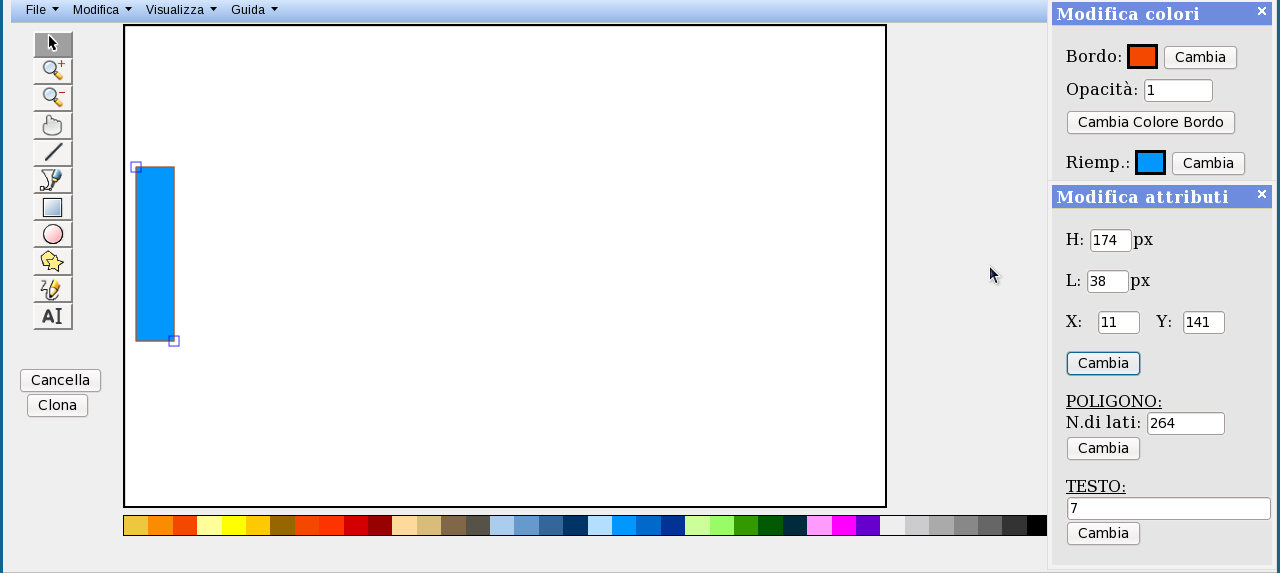 File Modifica Visualizza Guida
Modifica colori
Bordo: Cambia
Opacità: 1
Cambia Colore Bordo
Riemp.: Cambia
Modifica attributi
H: 174 px
L: 38 px
X: 11 Y: 141
Cambia
POLIGONO:
N.di lati: 264
Cambia
TESTO:
7
Cambia
AI
Cancella
Clona